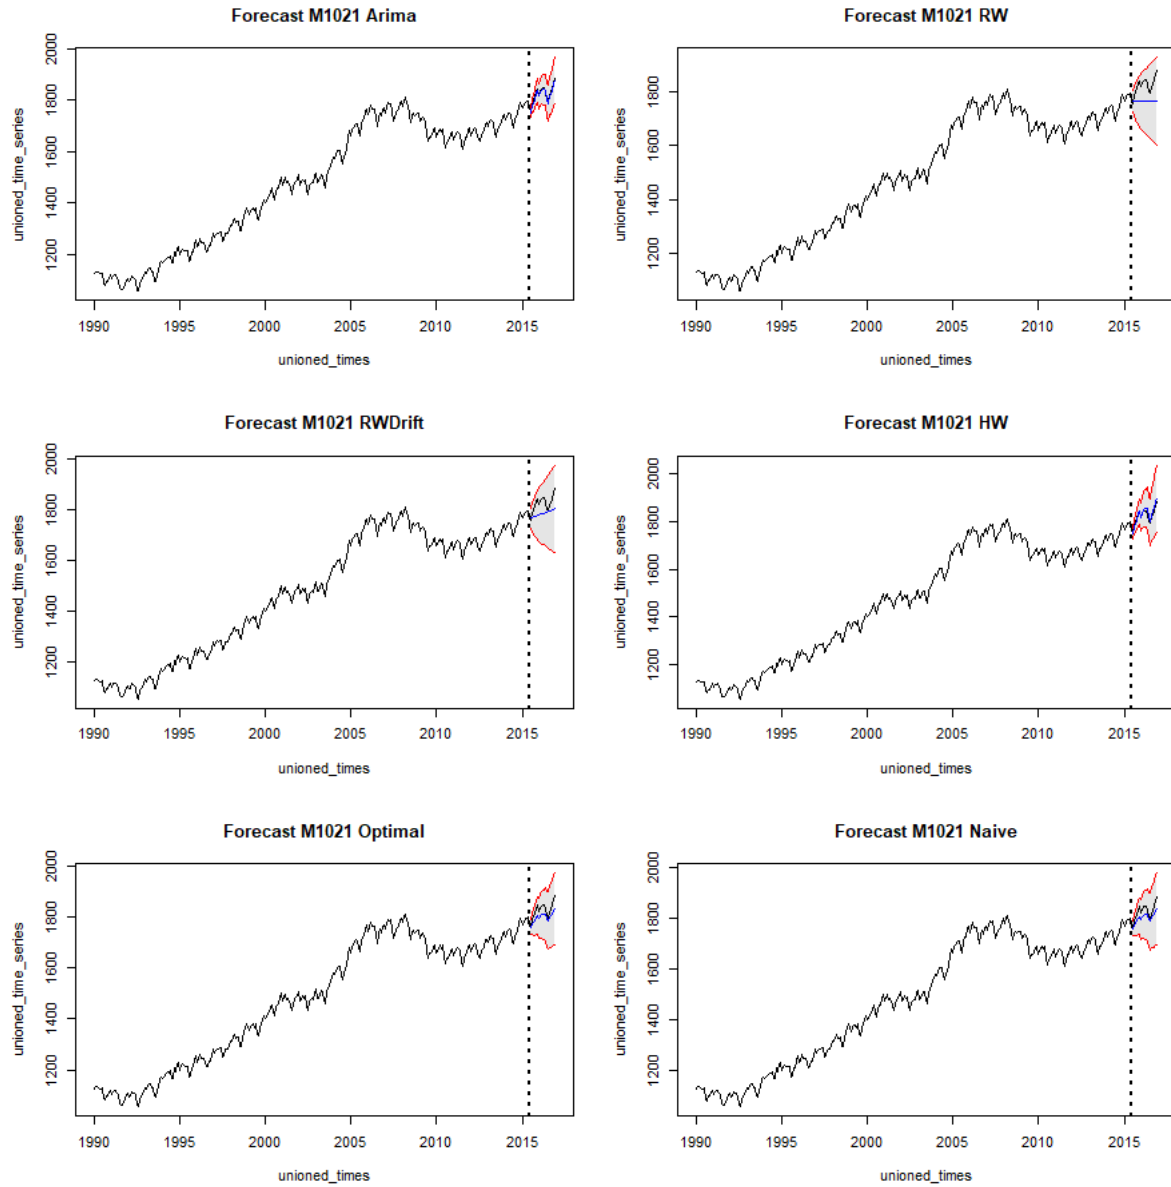 Forecast M1021 Arima
unioned_time_series
2000
1800
1600
1400
1200
1990 1995 2000 2005 2010 2015
unioned_times
Forecast M1021 RW
unioned_time_series
1800
1600
1400
1200
1990 1995 2000 2005 2010 2015
unioned_times
Forecast M1021 RWDrift
unioned_time_series
2000
1800
1600
1400
1200
1990 1995 2000 2005 2010 2015
unioned_times
Forecast M1021 HW
unioned_time_series
2000
1800
1600
1400
1200
1990 1995 2000 2005 2010 2015
unioned_times
Forecast M1021 Optimal
unioned_time_series
2000
1800
1600
1400
1200
1990 1995 2000 2005 2010 2015
unioned_times
Forecast M1021 Naive
unioned_time_series
2000
1800
1600
1400
1200
1990 1995 2000 2005 2010 2015
unioned_times